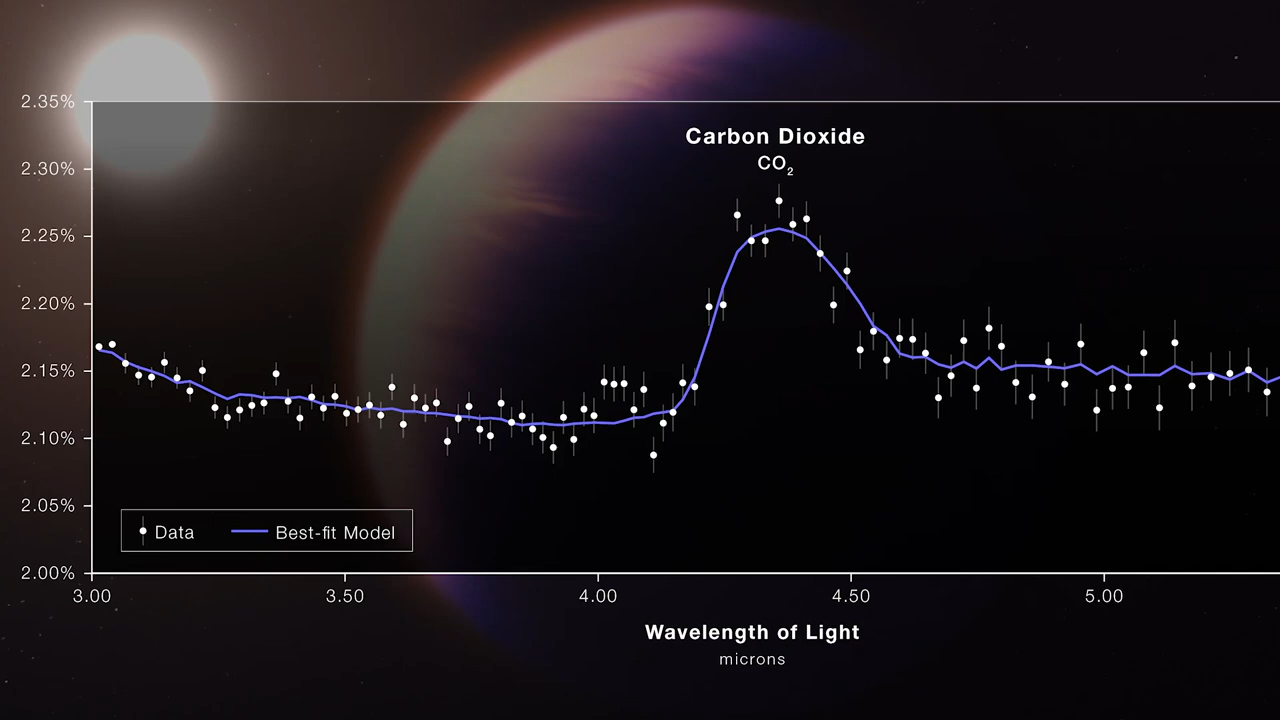 Carbon Dioxide
CO₂
2.35%
2.30%
2.25%
2.20%
2.15%
2.10%
2.05%
2.00%
Data
Best-fit Model
3.00
3.50
4.00
4.50
5.00
Wavelength of Light
microns